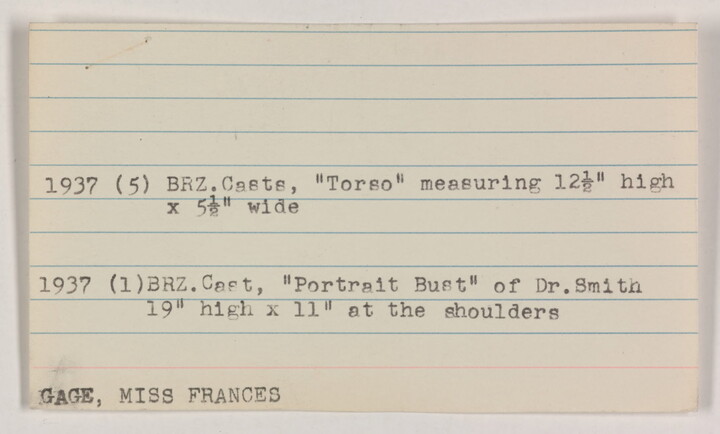 1937 (5) BRZ.Casts, "Torso" measuring 12½" high
x 5½" wide
1937 (1)BRZ.Cast, "Portrait Bust" of Dr.Smith
19" high x 11" at the shoulders
GAGE, MISS FRANCES